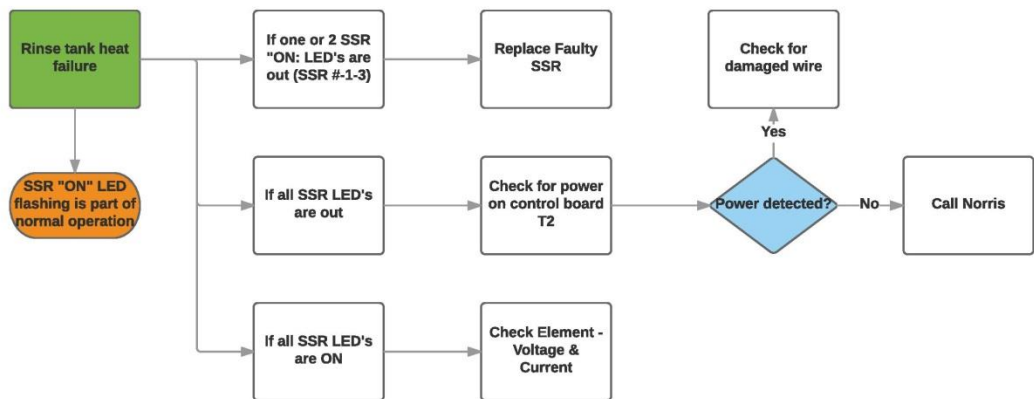 Rinse tank heat
failure
SSR "ON" LED
flashing is part of
normal operation
If one or 2 SSR
"ON: LED's are
out (SSR #-1-3)
Replace Faulty
SSR
If all SSR LED's
are out
Check for power
on control board
T2
Power detected?
Yes
Check for
damaged wire
No
Call Norris
If all SSR LED's
are ON
Check Element -
Voltage &
Current